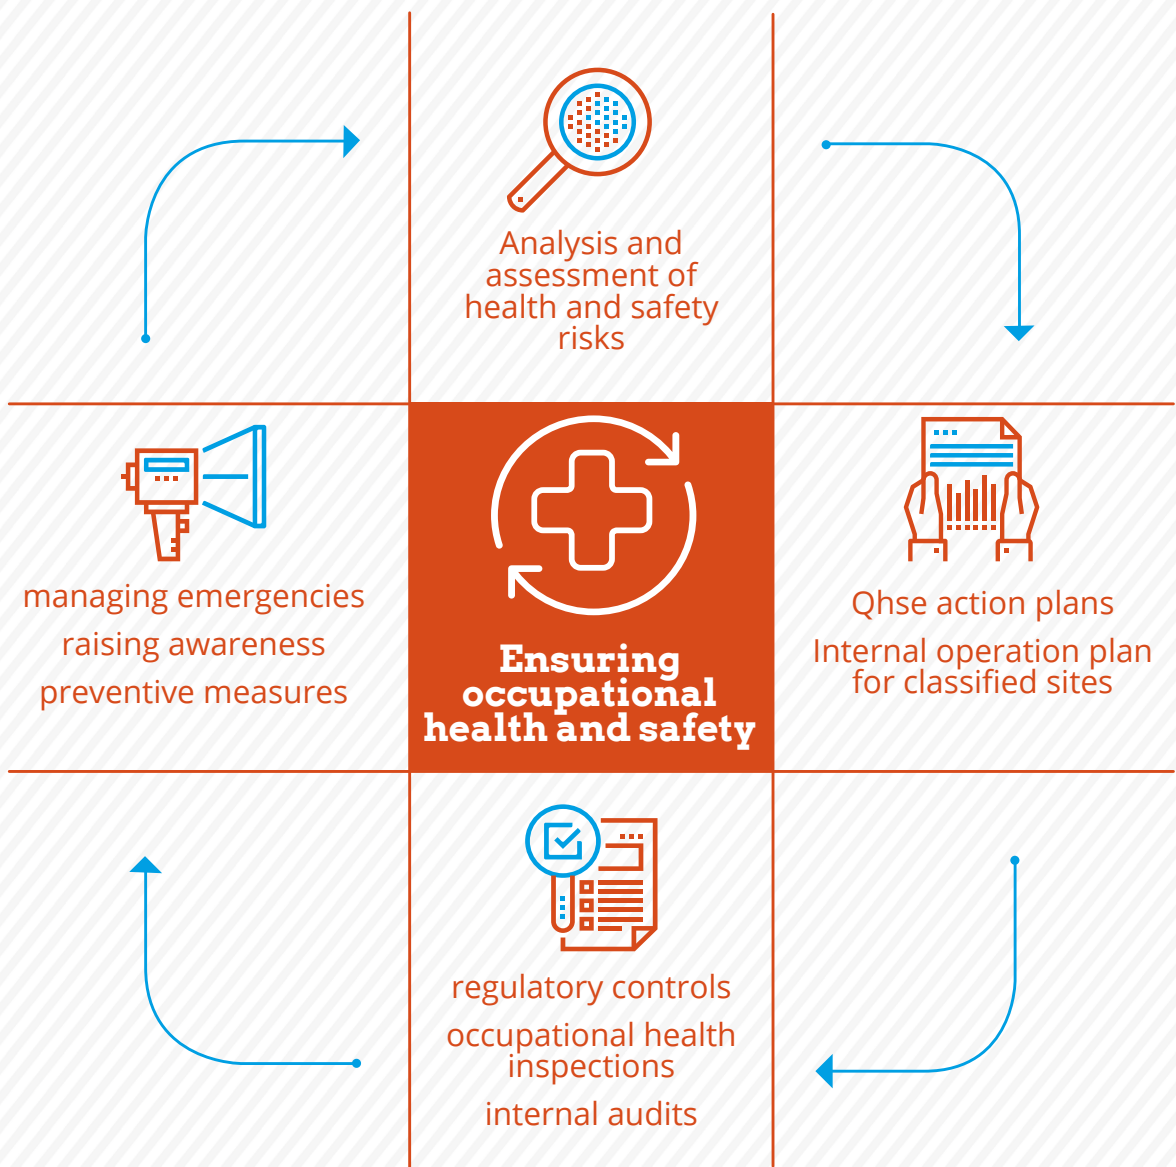 Analysis and
assessment of
health and safety
risks
managing emergencies
raising awareness
preventive measures
Ensuring
occupational
health and safety
Qhse action plans
Internal operation plan
for classified sites
regulatory controls
occupational health
inspections
internal audits